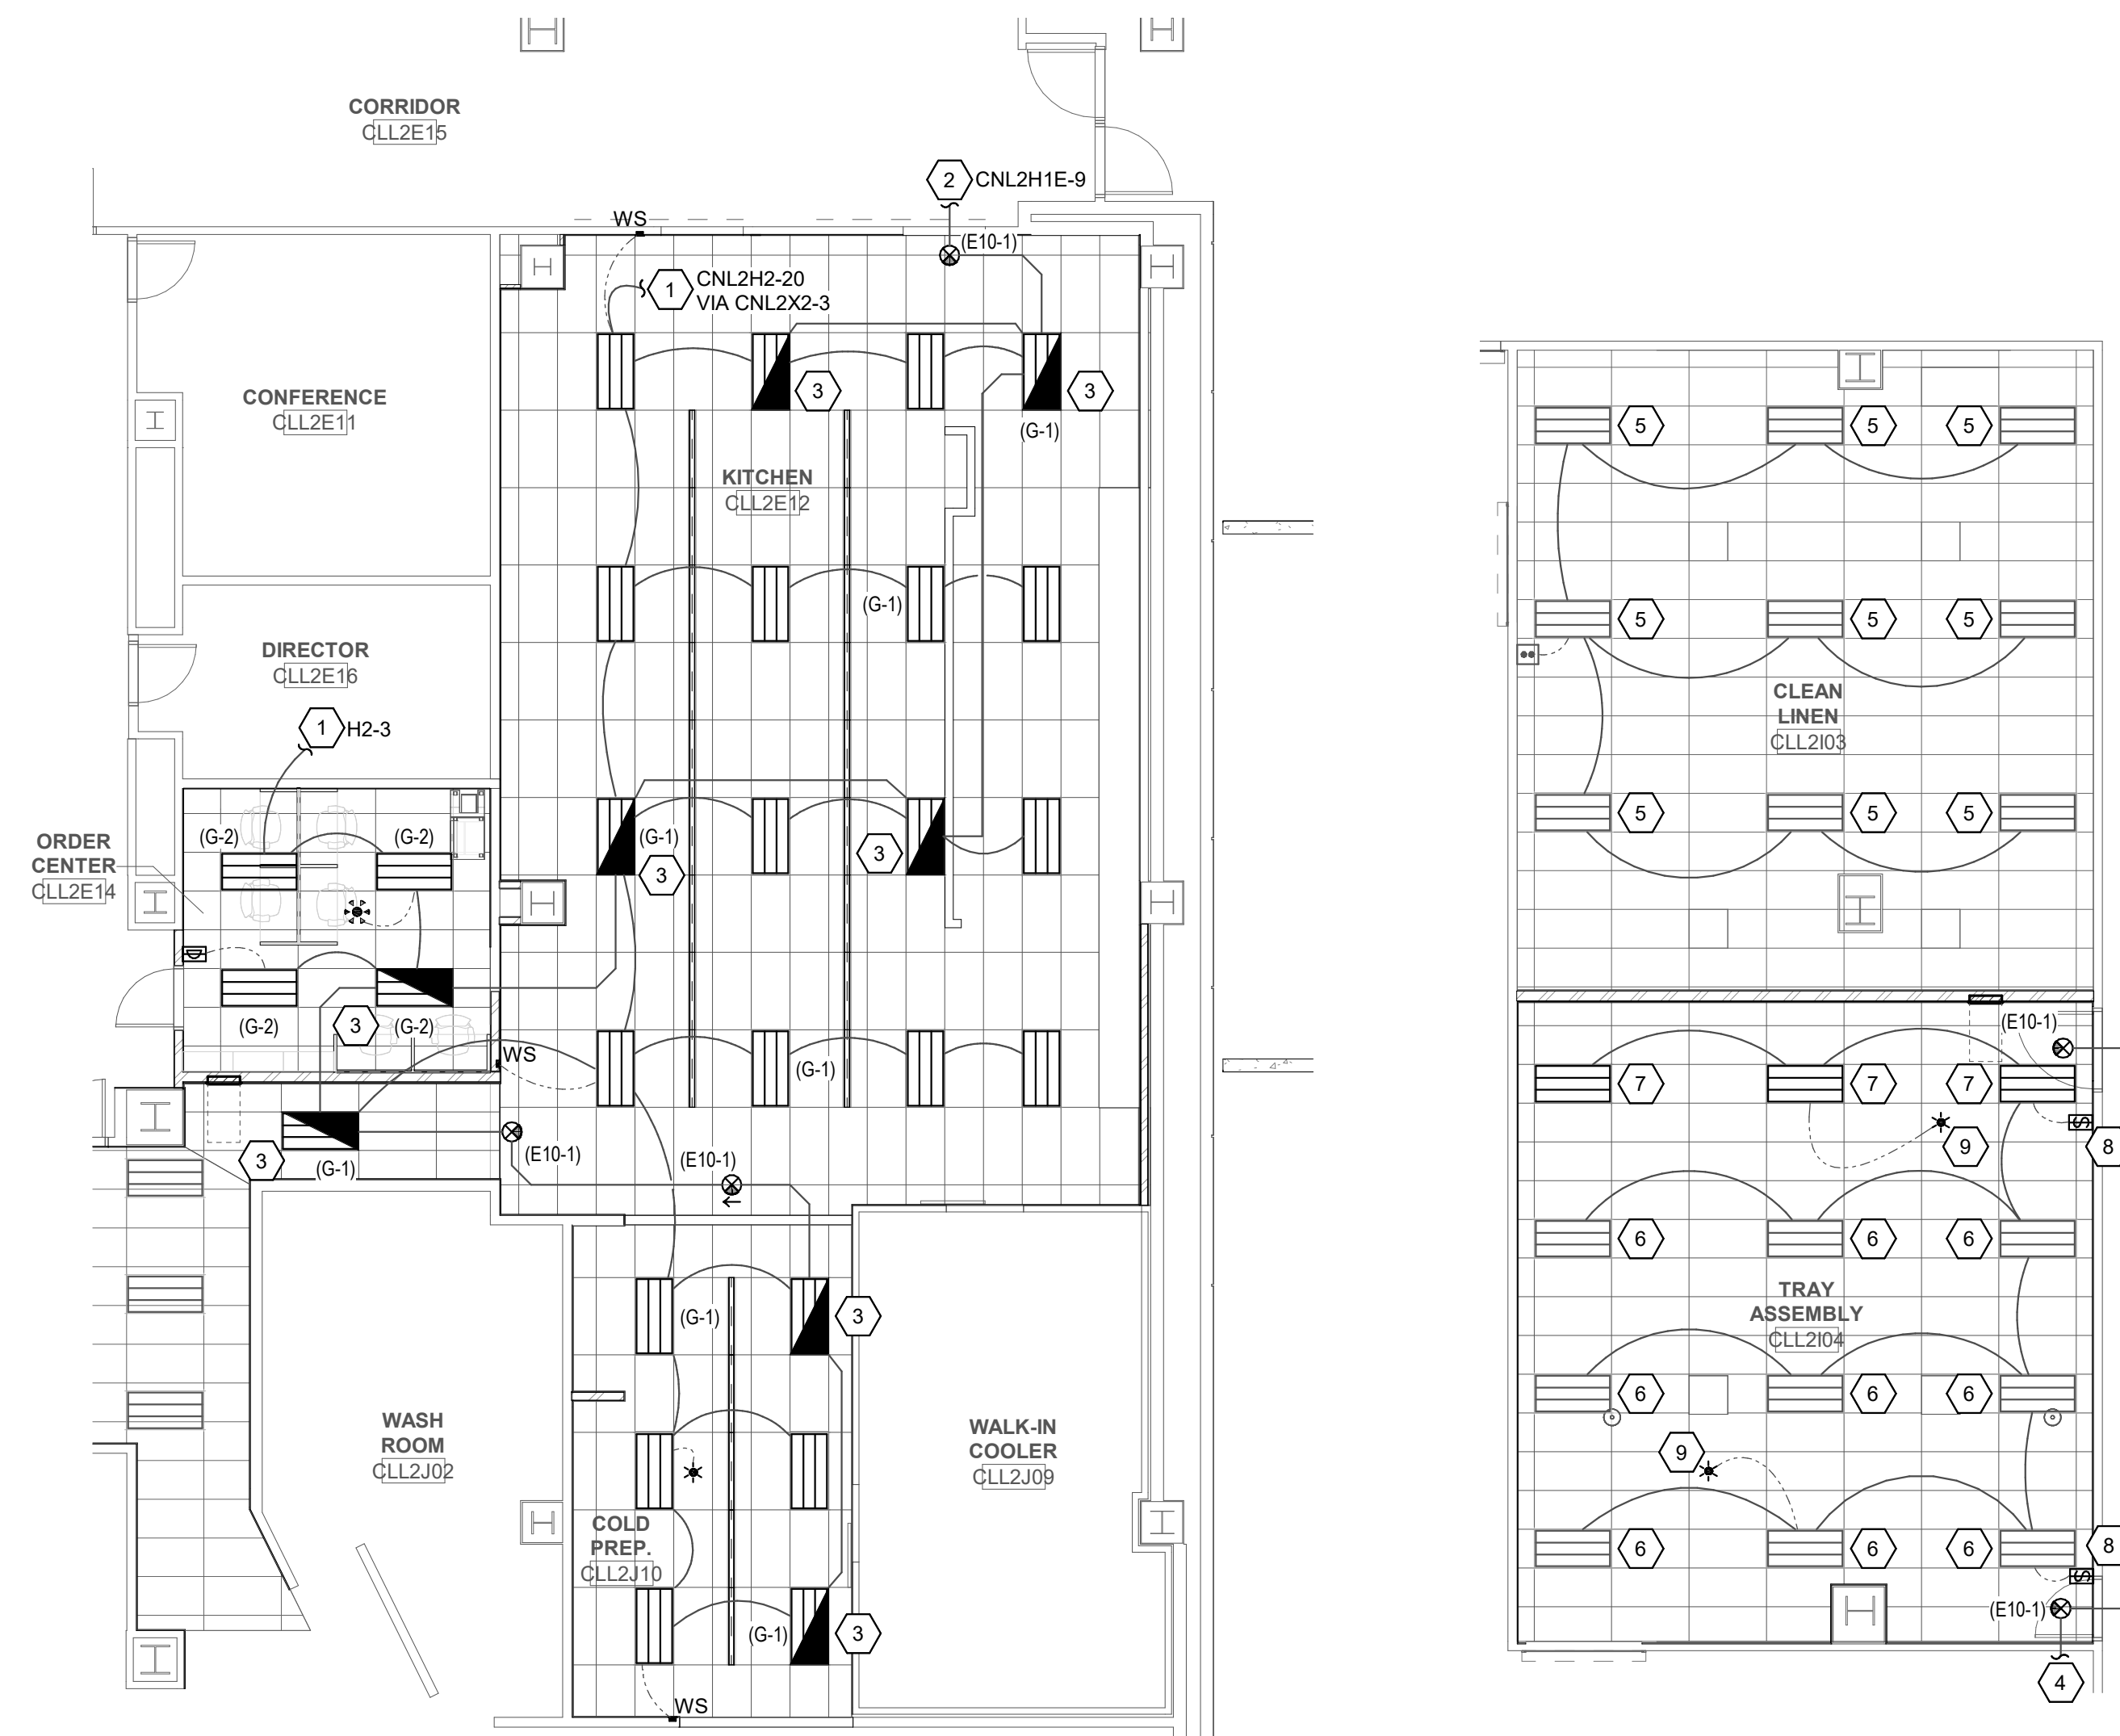 CORRIDOR
CLL2E15
2
CNL2H1E-9
WS
(E10-1)
1
CNL2H2-20
VIA CNL2X2-3
3
3
(G-1)
CONFERENCE
CLL2E11
KITCHEN
CLL2E12
(G-1)
DIRECTOR
CLL2E16
1
H2-3
(G-2)
(G-2)
ORDER
CENTER
CLL2E14
(G-1)
3
3
(G-2)
3
(G-2)
WS
(G-1)
3
(G-1)
(E10-1)
(E10-1)
(G-1)
3
WASH
ROOM
CLL2J02
WALK-IN
COOLER
CLL2J09
COLD
PREP.
CLL2J10
(G-1)
3
WS
5
5
5
5
5
5
CLEAN
LINEN
CLL2I03
5
5
5
(E10-1)
7
7
7
9
8
6
6
6
TRAY
ASSEMBLY
CLL2I04
6
6
6
9
6
6
6
8
(E10-1)
4